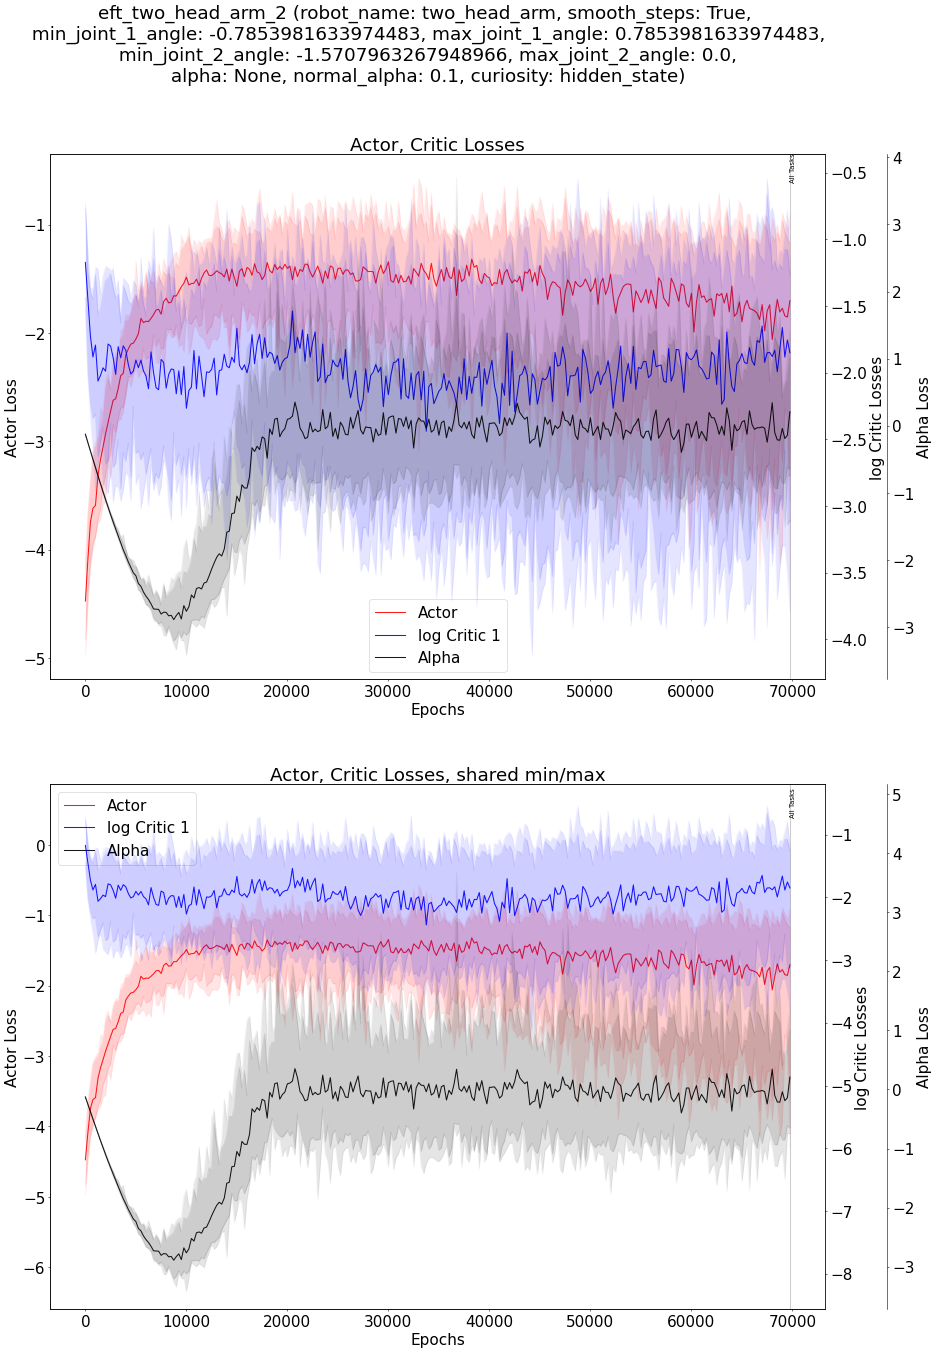 eft_two_head_arm_2 (robot_name: two_head_arm, smooth_steps: True,
min_joint_1_angle: -0.7853981633974483, max_joint_1_angle: 0.7853981633974483,
min_joint_2_angle: -1.5707963267948966, max_joint_2_angle: 0.0,
alpha: None, normal_alpha: 0.1, curiosity: hidden_state)
Actor, Critic Losses
All Tasks
Actor Loss
−1
−2
−3
−4
−5
−0.5
−1.0
−1.5
−2.0
−2.5
−3.0
−3.5
−4.0
log Critic Losses
4
3
2
1
0
−1
−2
−3
Alpha Loss
Actor
log Critic 1
Alpha
0
10000
20000
30000
40000
50000
60000
70000
Epochs
Actor, Critic Losses, shared min/max
All Tasks
Actor
log Critic 1
Alpha
Actor Loss
0
−1
−2
−3
−4
−5
−6
−1
−2
−3
−4
−5
−6
−7
−8
log Critic Losses
5
4
3
2
1
0
−1
−2
−3
Alpha Loss
0
10000
20000
30000
40000
50000
60000
70000
Epochs